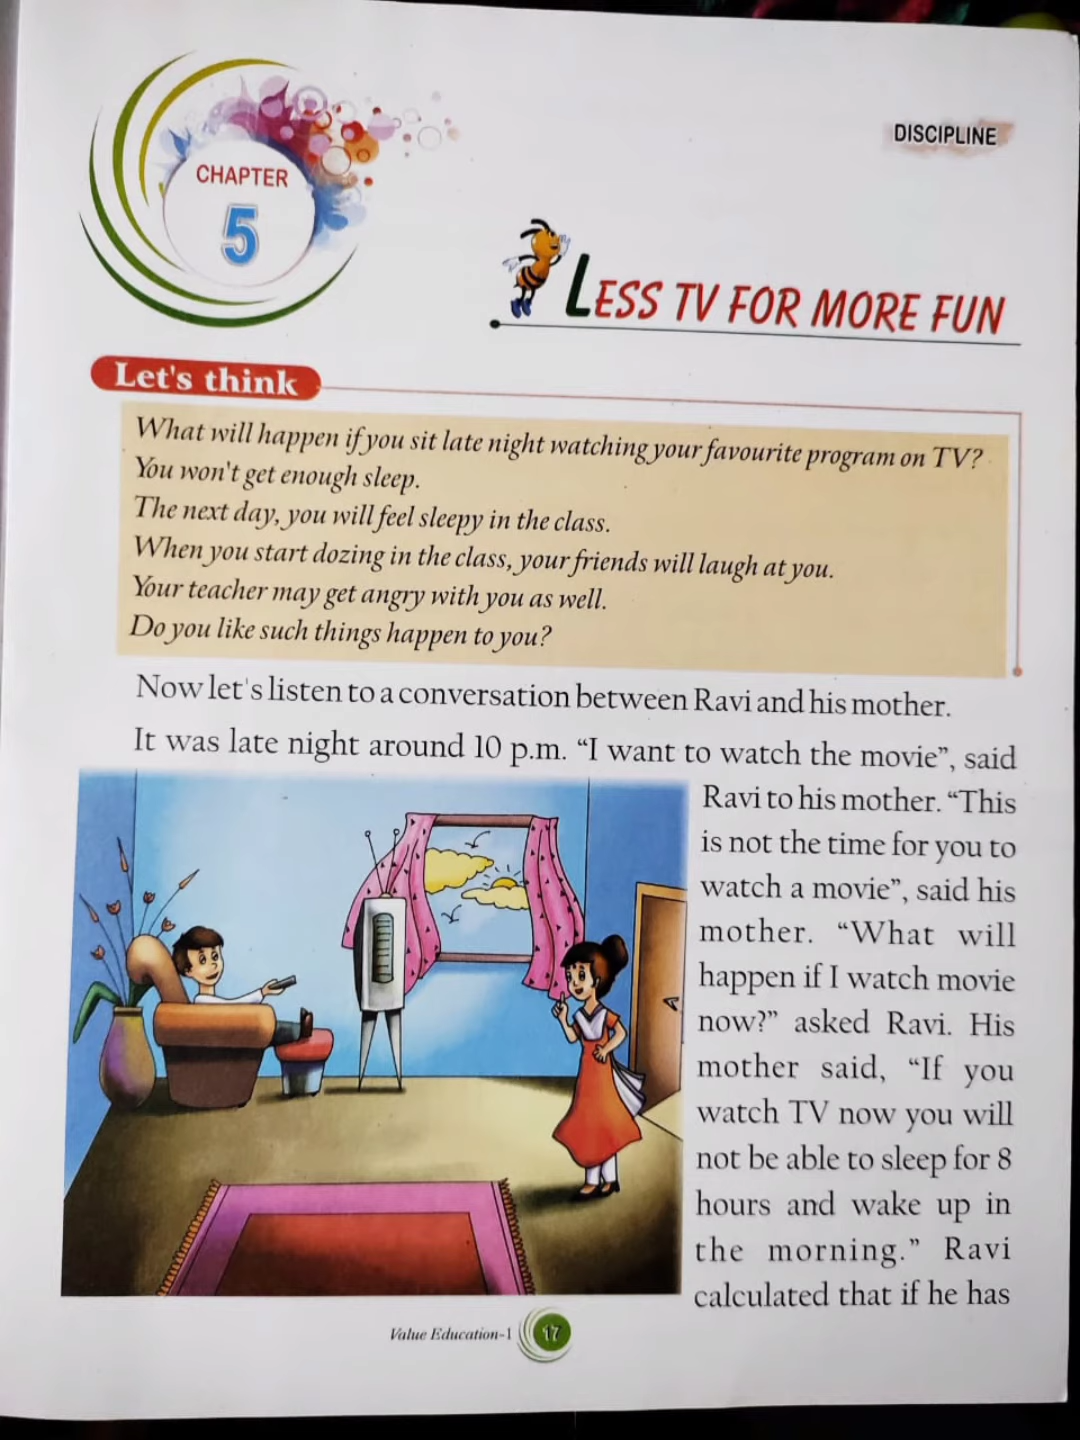 CHAPTER
5
DISCIPLINE
LESS TV FOR MORE FUN
Let's think
What will happen if you sit late night watching your favourite program on TV?
You won't get enough sleep.
The next day, you will feel sleepy in the class.
When you start dozing in the class, your friends will laugh at you.
Your teacher may get angry with you as well.
Do you like such things happen to you?
Now let's listen to a conversation between Ravi and his mother.
It was late night around 10 p.m. “I want to watch the movie”, said
Ravi to his mother. “This
is not the time for you to
watch a movie”, said his
mother. “What will
happen if I watch movie
now?” asked Ravi. His
mother said, “If you
watch TV now you will
not be able to sleep for 8
hours and wake up in
the morning.” Ravi
calculated that if he has
Value Education-1
17